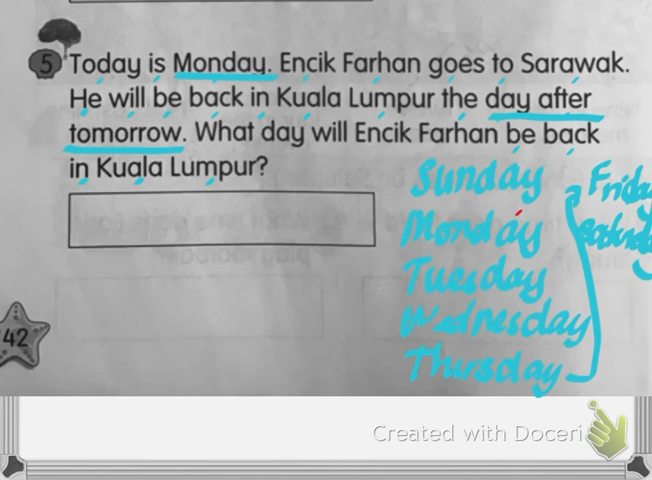 5 Today is Monday. Encik Farhan goes to Sarawak.
He will be back in Kuala Lumpur the day after
tomorrow. What day will Encik Farhan be back
in Kuala Lumpur?
Sunday
Monday
Tuesday
Wednesday
Thursday
Friday
Saturday
42
Created with Doceri